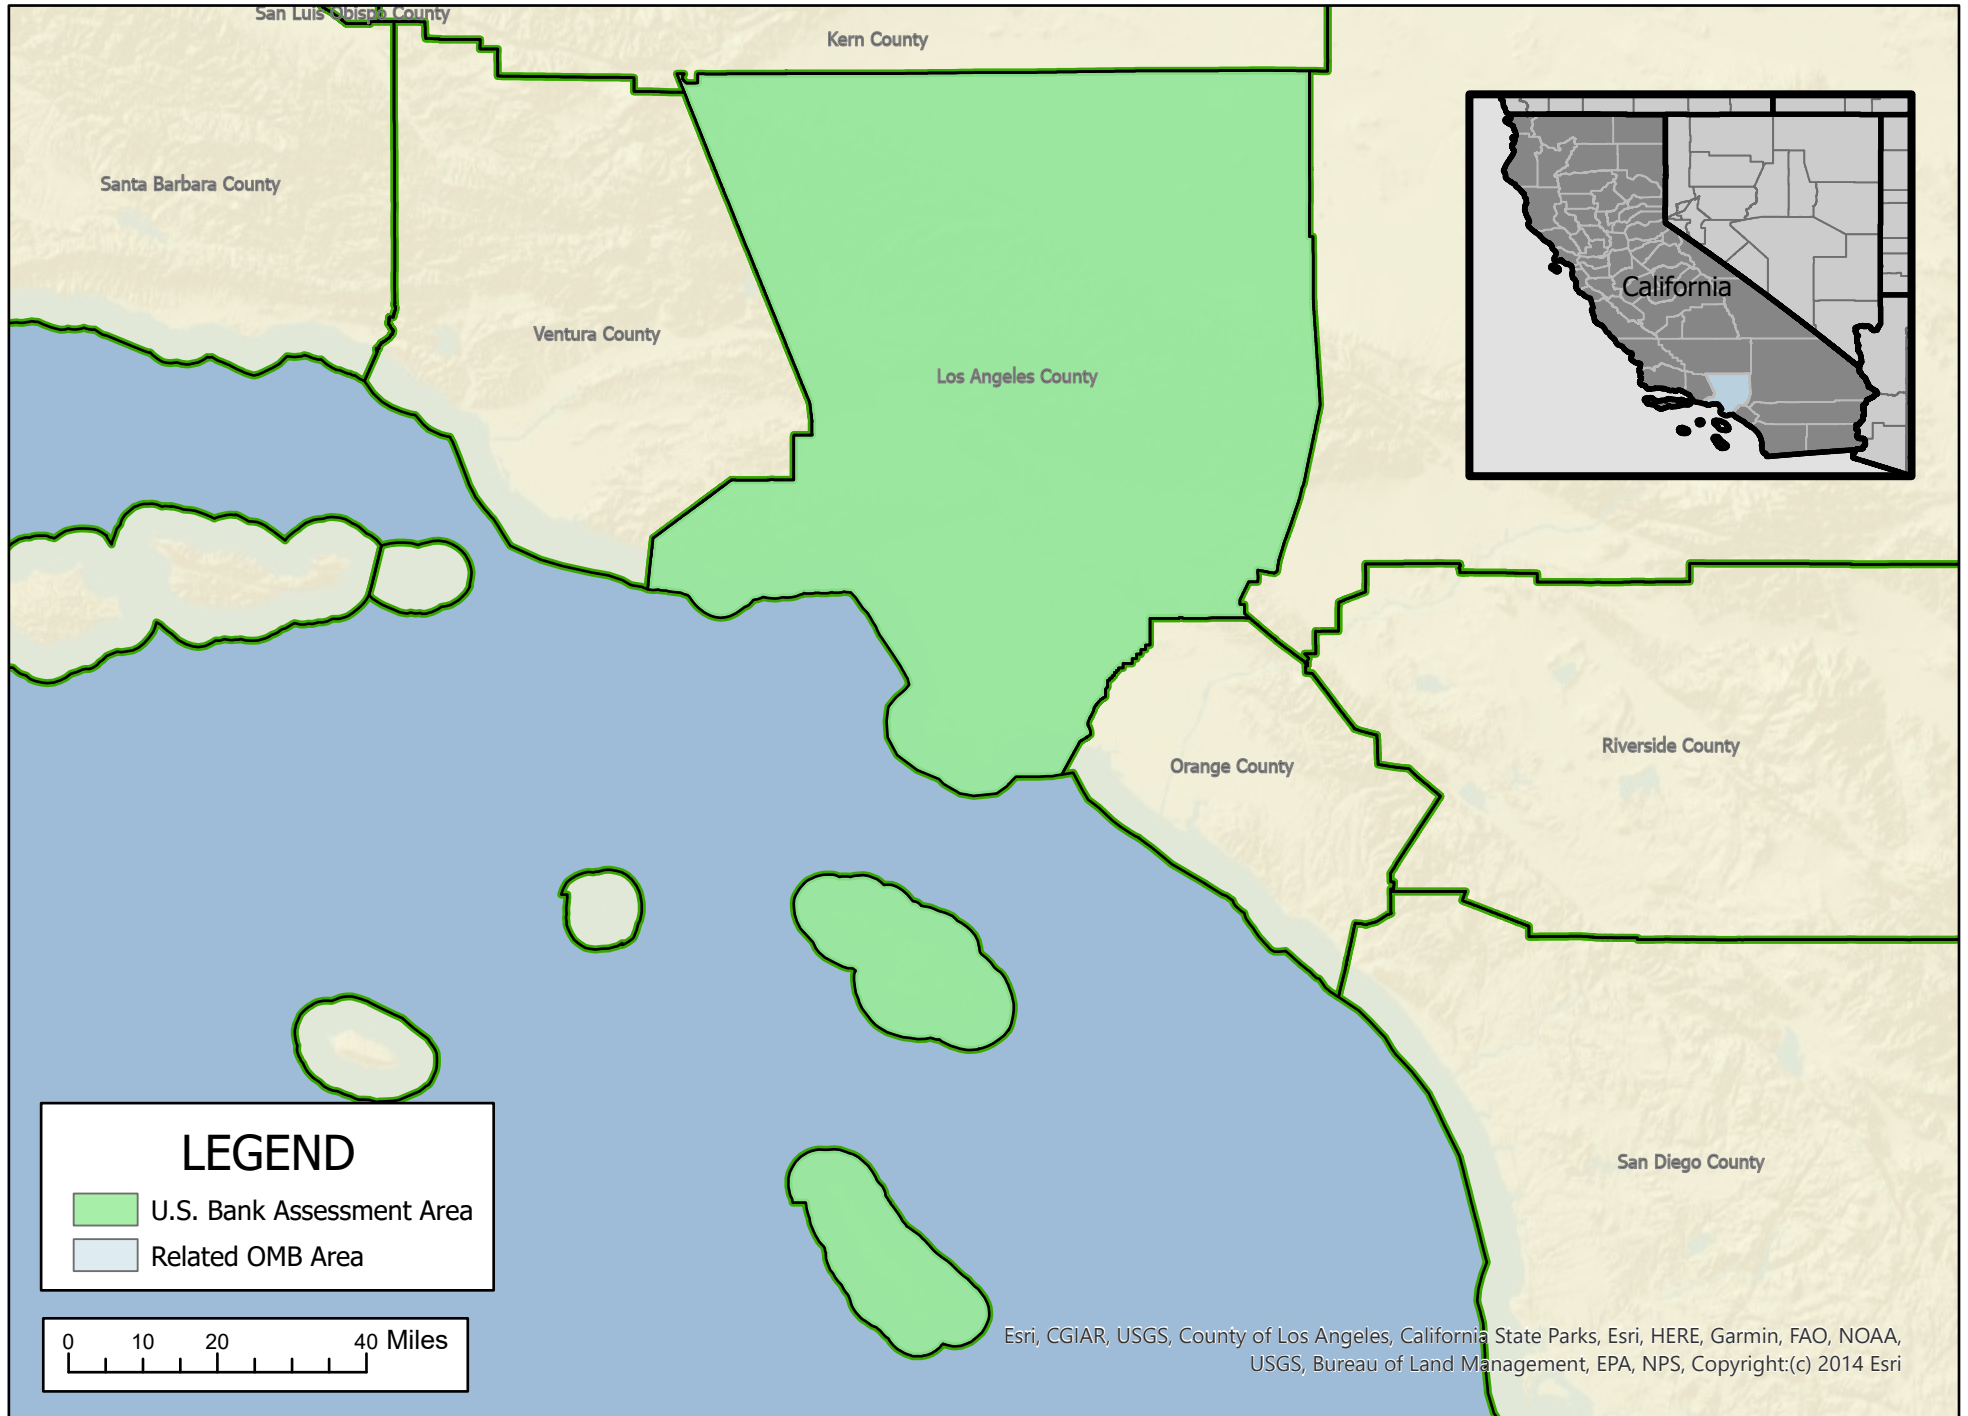 San Luis Obispo County
Kern County
Santa Barbara County
California
Ventura County
Los Angeles County
Riverside County
Orange County
San Diego County
LEGEND
U.S. Bank Assessment Area
Related OMB Area
0 10 20 40 Miles
Esri, CGIAR, USGS, County of Los Angeles, California State Parks, Esri, HERE, Garmin, FAO, NOAA,
USGS, Bureau of Land Management, EPA, NPS, Copyright:(c) 2014 Esri